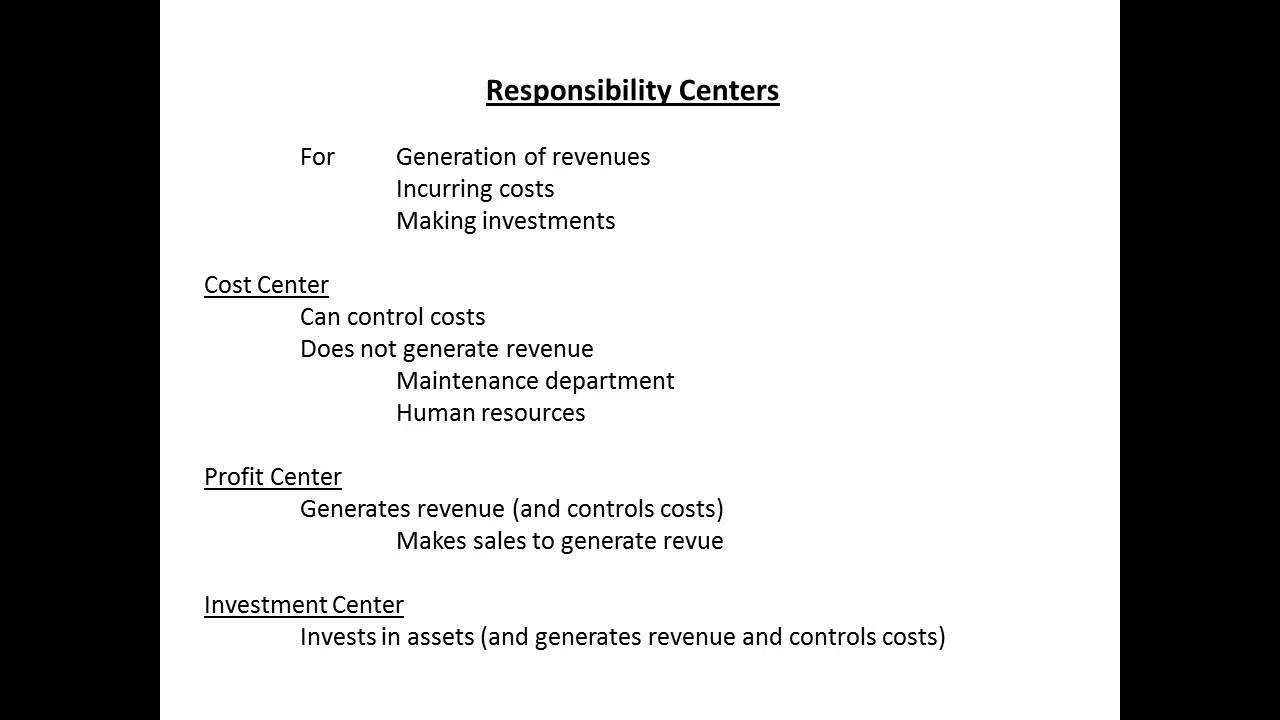 Responsibility Centers
For Generation of revenues
Incurring costs
Making investments
Cost Center
Can control costs
Does not generate revenue
Maintenance department
Human resources
Profit Center
Generates revenue (and controls costs)
Makes sales to generate revue
Investment Center
Invests in assets (and generates revenue and controls costs)